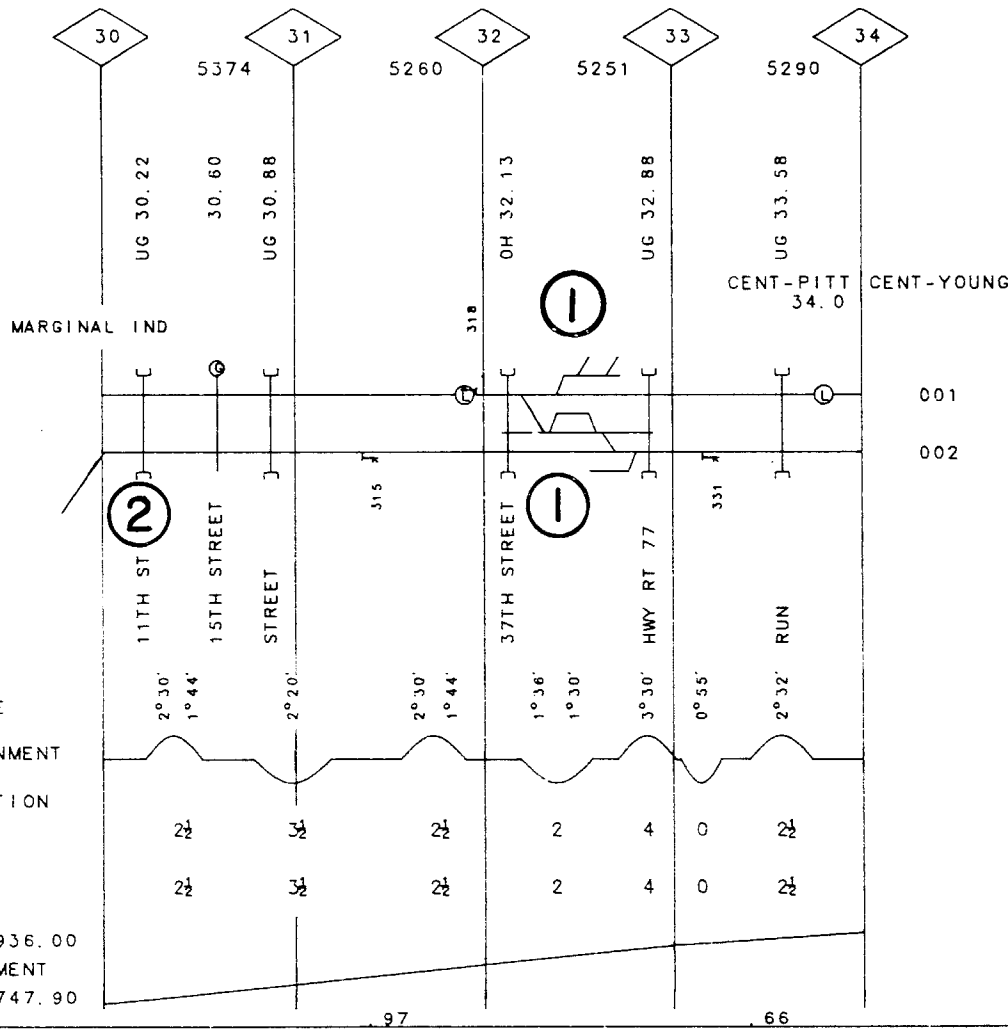 30 31 32 33 34
5374 5260 5251 5290
UG 30.22
30.60
UG 30.88
OH 32.13
UG 32.88
UG 33.58
CENT-PITT CENT-YOUNG
34.0
MARGINAL IND
318
1
G
L
L
001
002
315
331
2
1
11TH ST
15TH STREET
STREET
37TH STREET
HWY RT 77
RUN
2°30'
1°44'
2°20'
2°30'
1°44'
1°36'
1°30'
3°30'
0°55'
2°32'
E
NMENT
TION
2½ 3½ 2½ 2 4 0 2½
2½ 3½ 2½ 2 4 0 2½
936.00
MENT
747.90
.97 .66